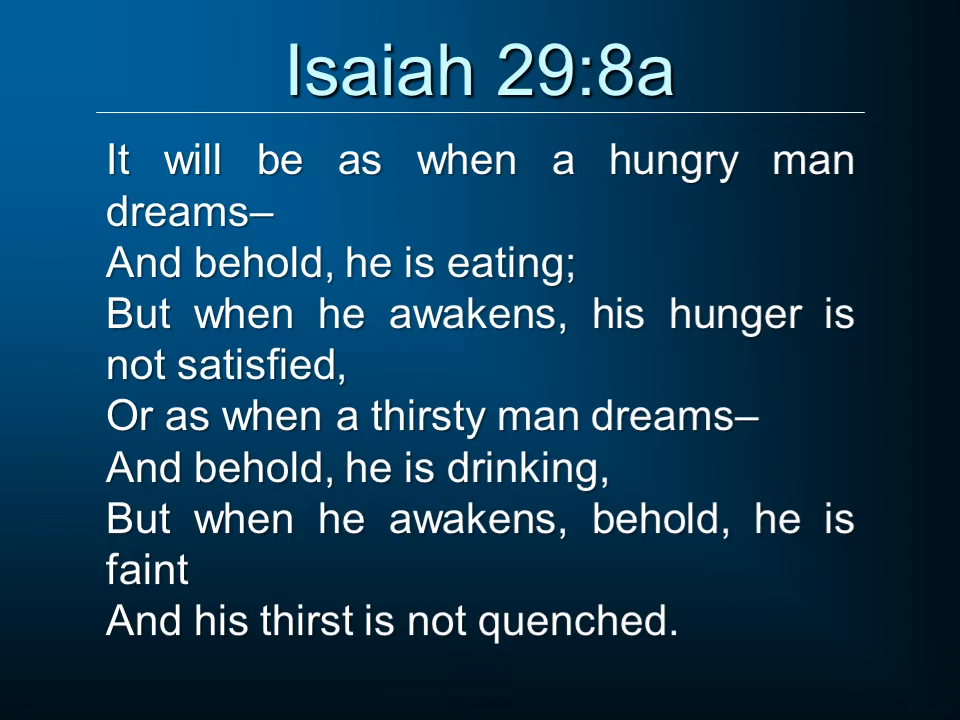 Isaiah 29:8a
It will be as when a hungry man
dreams–
And behold, he is eating;
But when he awakens, his hunger is
not satisfied,
Or as when a thirsty man dreams–
And behold, he is drinking,
But when he awakens, behold, he is
faint
And his thirst is not quenched.